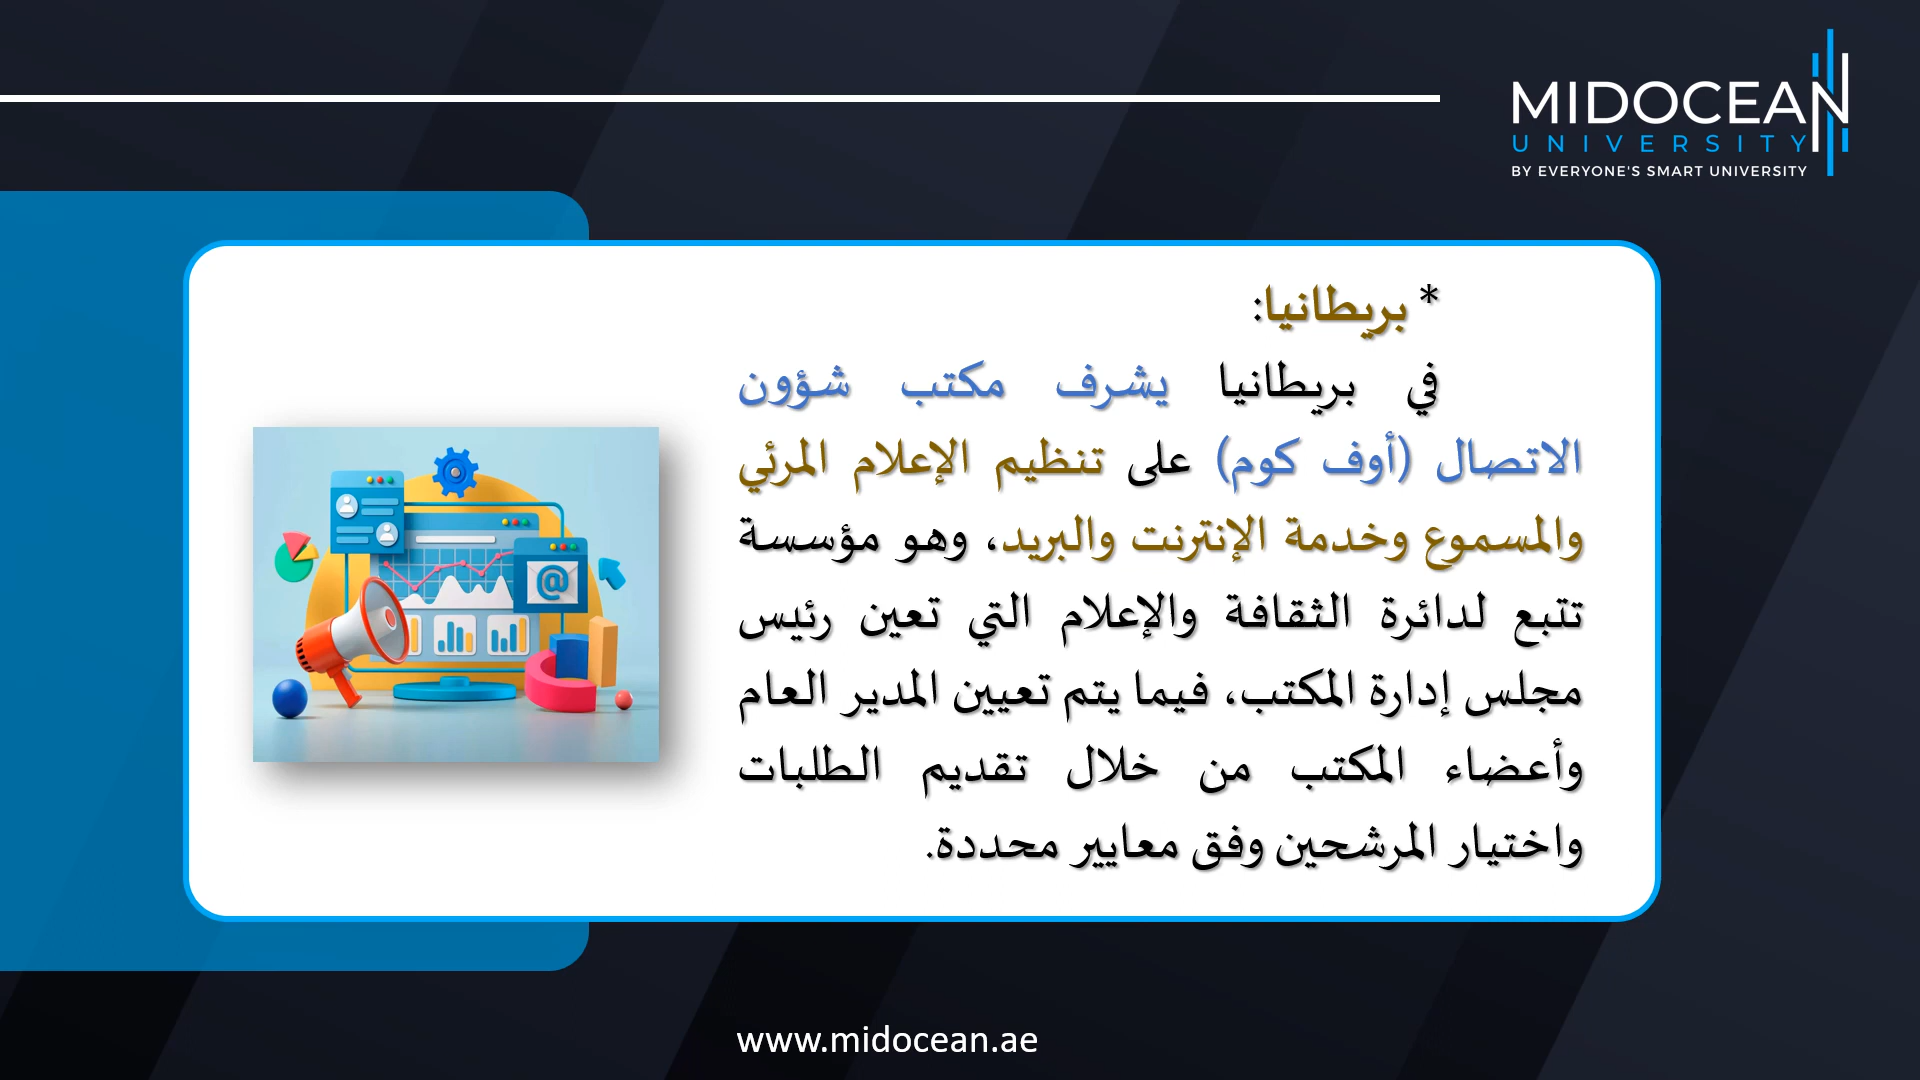 MIDOCEAN
UNIVERSITY
BY EVERYONE'S SMART UNIVERSITY
* بريطانيا:
في بريطانيا يشرف مكتب شؤون
الاتصال (أوف كوم) على تنظيم الإعلام المرئي
والمسموع وخدمة الإنترنت والبريد، وهو مؤسسة
تتبع لدائرة الثقافة والإعلام التي تعين رئيس
مجلس إدارة المكتب، فيما يتم تعيين المدير العام
وأعضاء المكتب من خلال تقديم الطلبات
واختيار المرشحين وفق معايير محددة.
@
www.midocean.ae